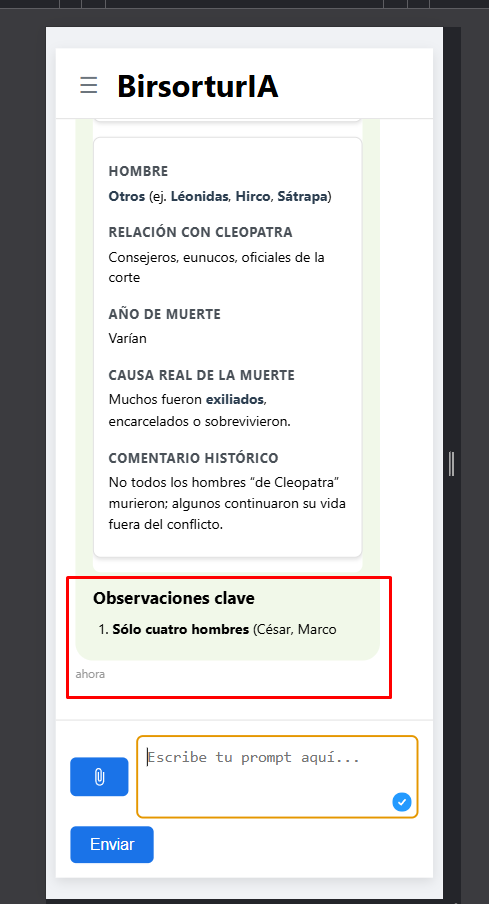 ☰ BirsorturIA
HOMBRE
Otros (ej. Léonidas, Hirco, Sátrapa)
RELACIÓN CON CLEOPATRA
Consejeros, eunucos, oficiales de la
corte
AÑO DE MUERTE
Varían
CAUSA REAL DE LA MUERTE
Muchos fueron exiliados,
encarcelados o sobrevivieron.
COMENTARIO HISTÓRICO
No todos los hombres “de Cleopatra”
murieron; algunos continuaron su vida
fuera del conflicto.
Observaciones clave
1. Sólo cuatro hombres (César, Marco
ahora
Escribe tu prompt aquí...
Enviar